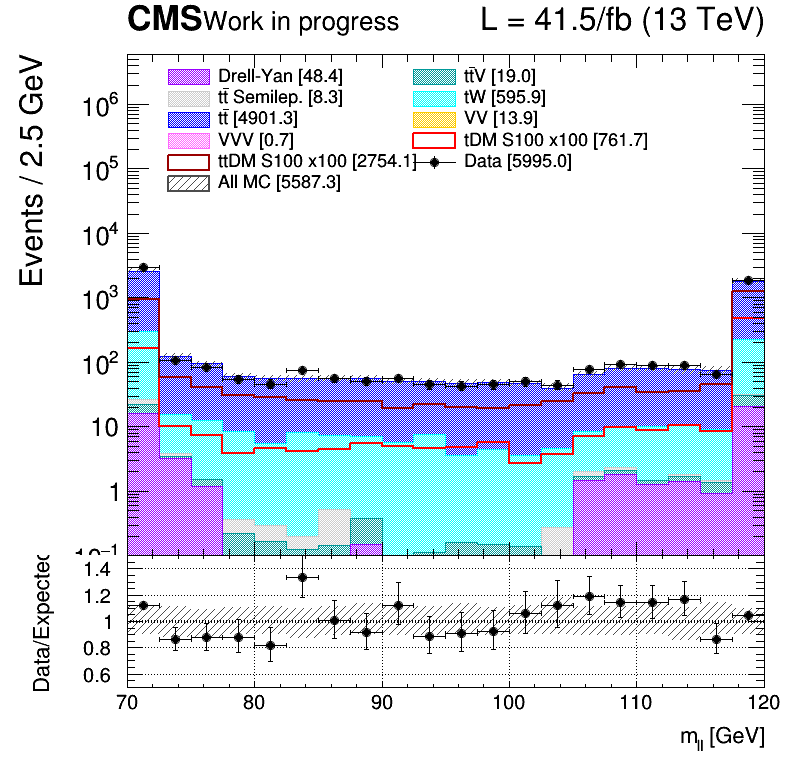 CMS Work in progress L = 41.5/fb (13 TeV)
Events / 2.5 GeV
Drell-Yan [48.4] tt̄V [19.0]
tt̄ Semilep. [8.3] tW [595.9]
tt̄ [4901.3] VV [13.9]
VVV [0.7] tDM S100 x100 [761.7]
ttDM S100 x100 [2754.1] Data [5995.0]
All MC [5587.3]
10⁶
10⁵
10⁴
10³
10²
10
1
10⁻¹
Data/Expected
1.4
1.2
1
0.8
0.6
70 80 90 100 110 120
m_ll [GeV]